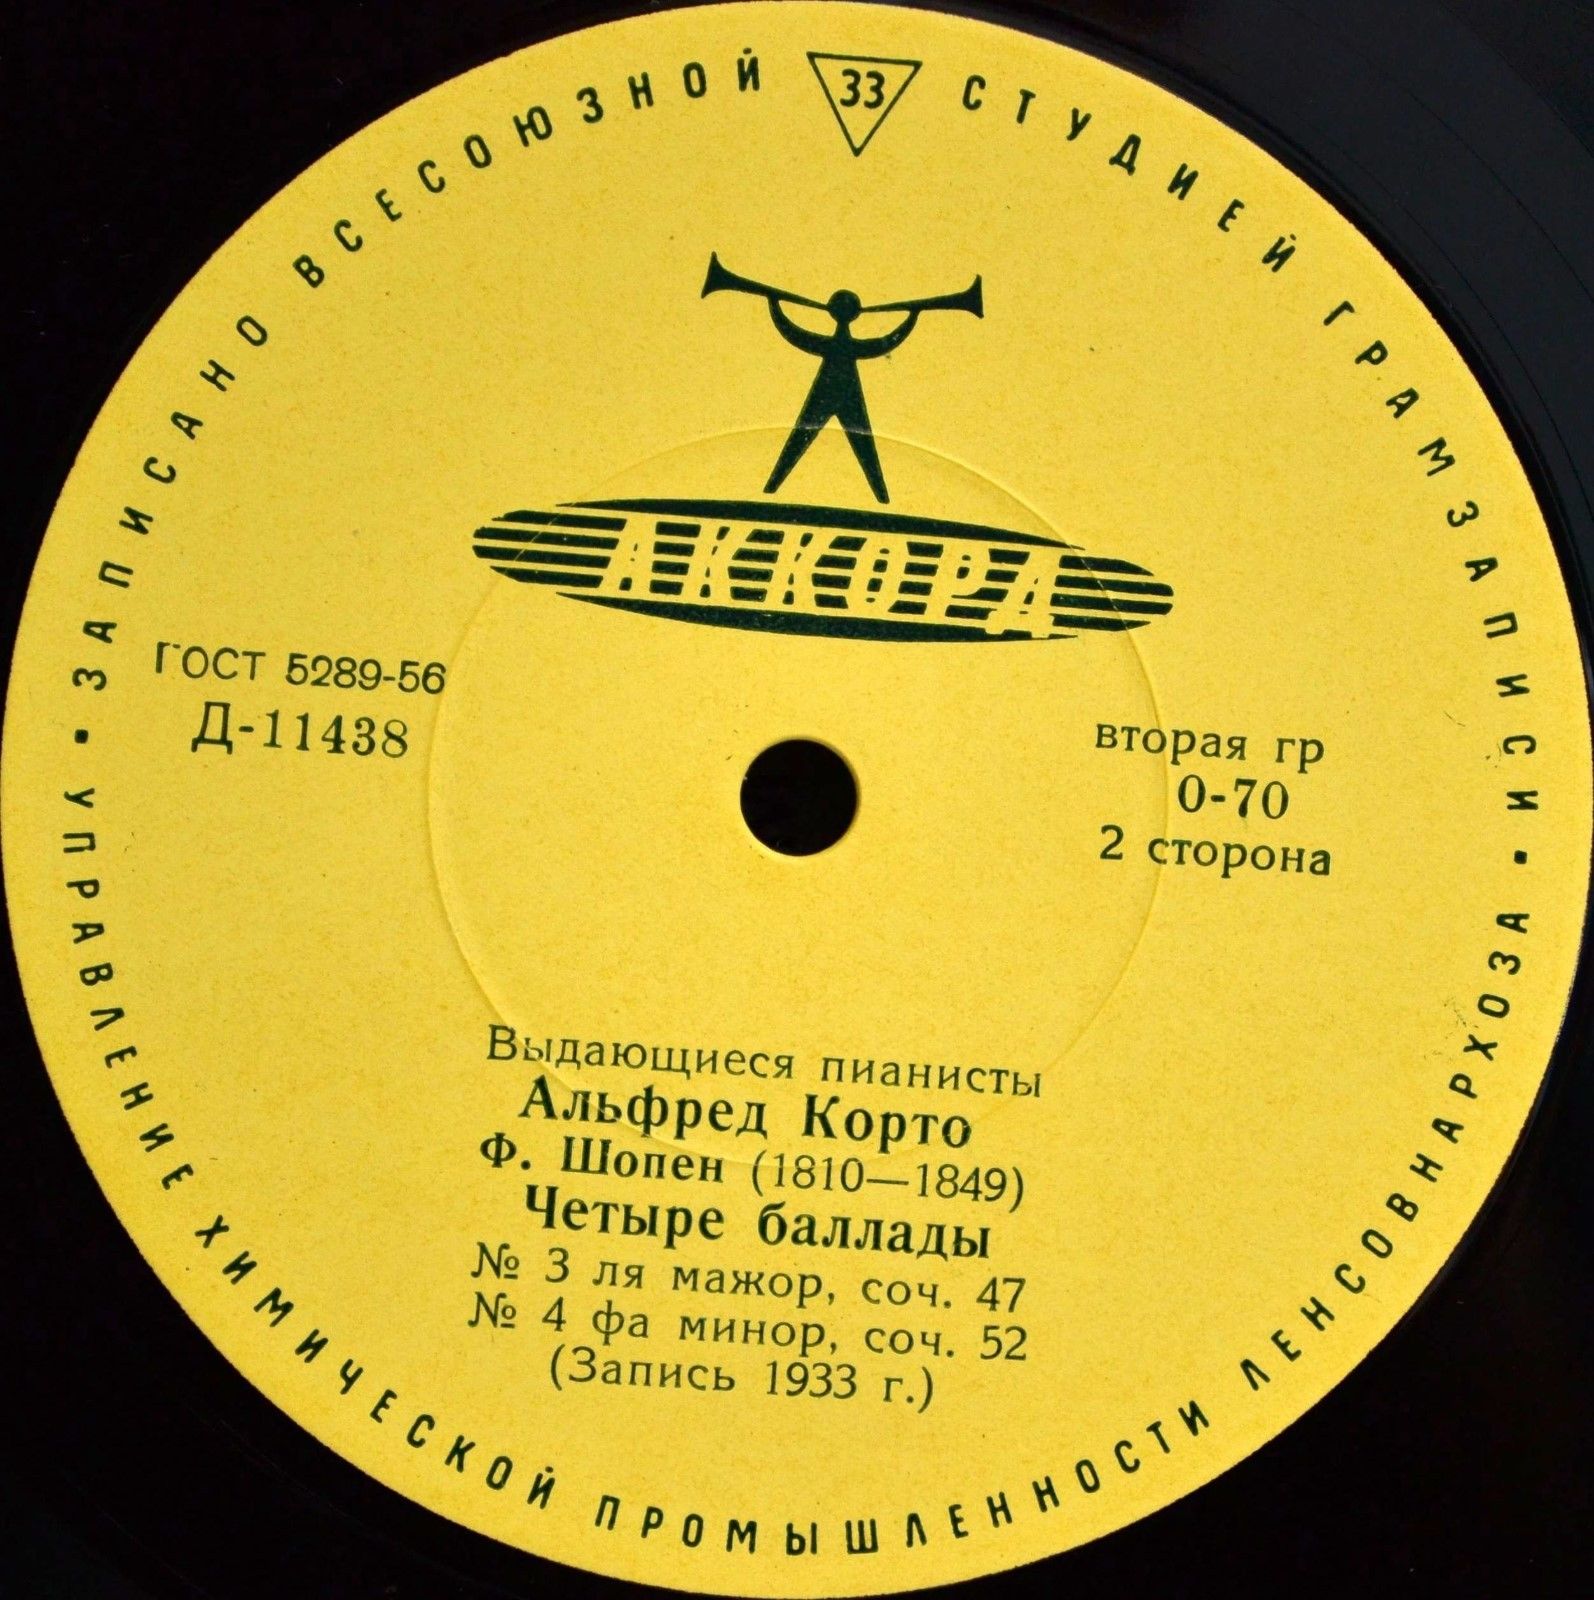 ЗАПИСАНО ВСЕСОЮЗНОЙ 33 СТУДИЕЙ ГРАМЗАПИСИ
АККОРД
ГОСТ 5289-56
Д-11438
вторая гр
0-70
2 сторона
Выдающиеся пианисты
Альфред Корто
Ф. Шопен (1810—1849)
Четыре баллады
№ 3 ля мажор, соч. 47
№ 4 фа минор, соч. 52
(Запись 1933 г.)
• УПРАВЛЕНИЕ ХИМИЧЕСКОЙ ПРОМЫШЛЕННОСТИ ЛЕНСОВНАРХОЗА •